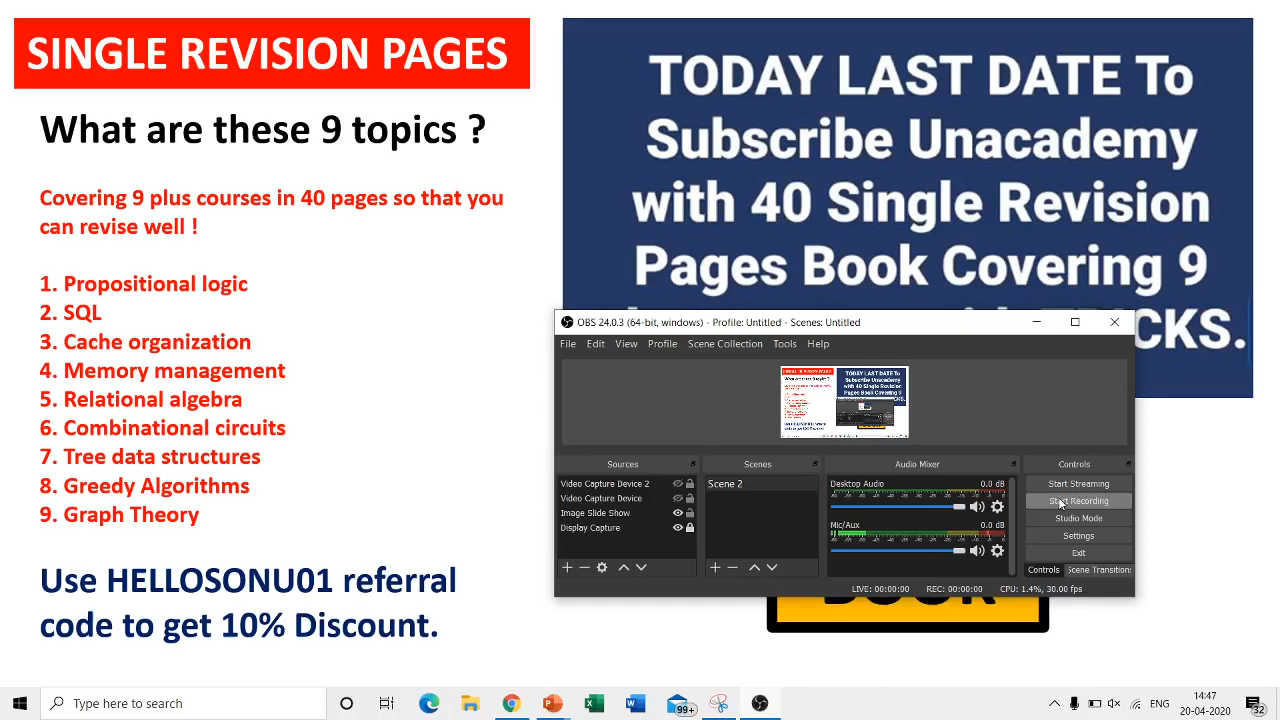 SINGLE REVISION PAGES
What are these 9 topics ?
Covering 9 plus courses in 40 pages so that you
can revise well !
1. Propositional logic
2. SQL
3. Cache organization
4. Memory management
5. Relational algebra
6. Combinational circuits
7. Tree data structures
8. Greedy Algorithms
9. Graph Theory
Use HELLOSONU01 referral
code to get 10% Discount.
TODAY LAST DATE To
Subscribe Unacademy
with 40 Single Revision
Pages Book Covering 9
CKS.
OBS 24.0.3 (64-bit, windows) - Profile: Untitled - Scenes: Untitled
File Edit View Profile Scene Collection Tools Help
Sources
Video Capture Device 2
Video Capture Device
Image Slide Show
Display Capture
Scenes
Scene 2
Audio Mixer
Desktop Audio 0.0 dB
Mic/Aux 0.0 dB
Controls
Start Streaming
Start Recording
Studio Mode
Settings
Exit
Controls Scene Transitions
LIVE: 00:00:00 REC: 00:00:00 CPU: 1.4%, 30.00 fps
Type here to search
99+
ENG
14:47
20-04-2020
32